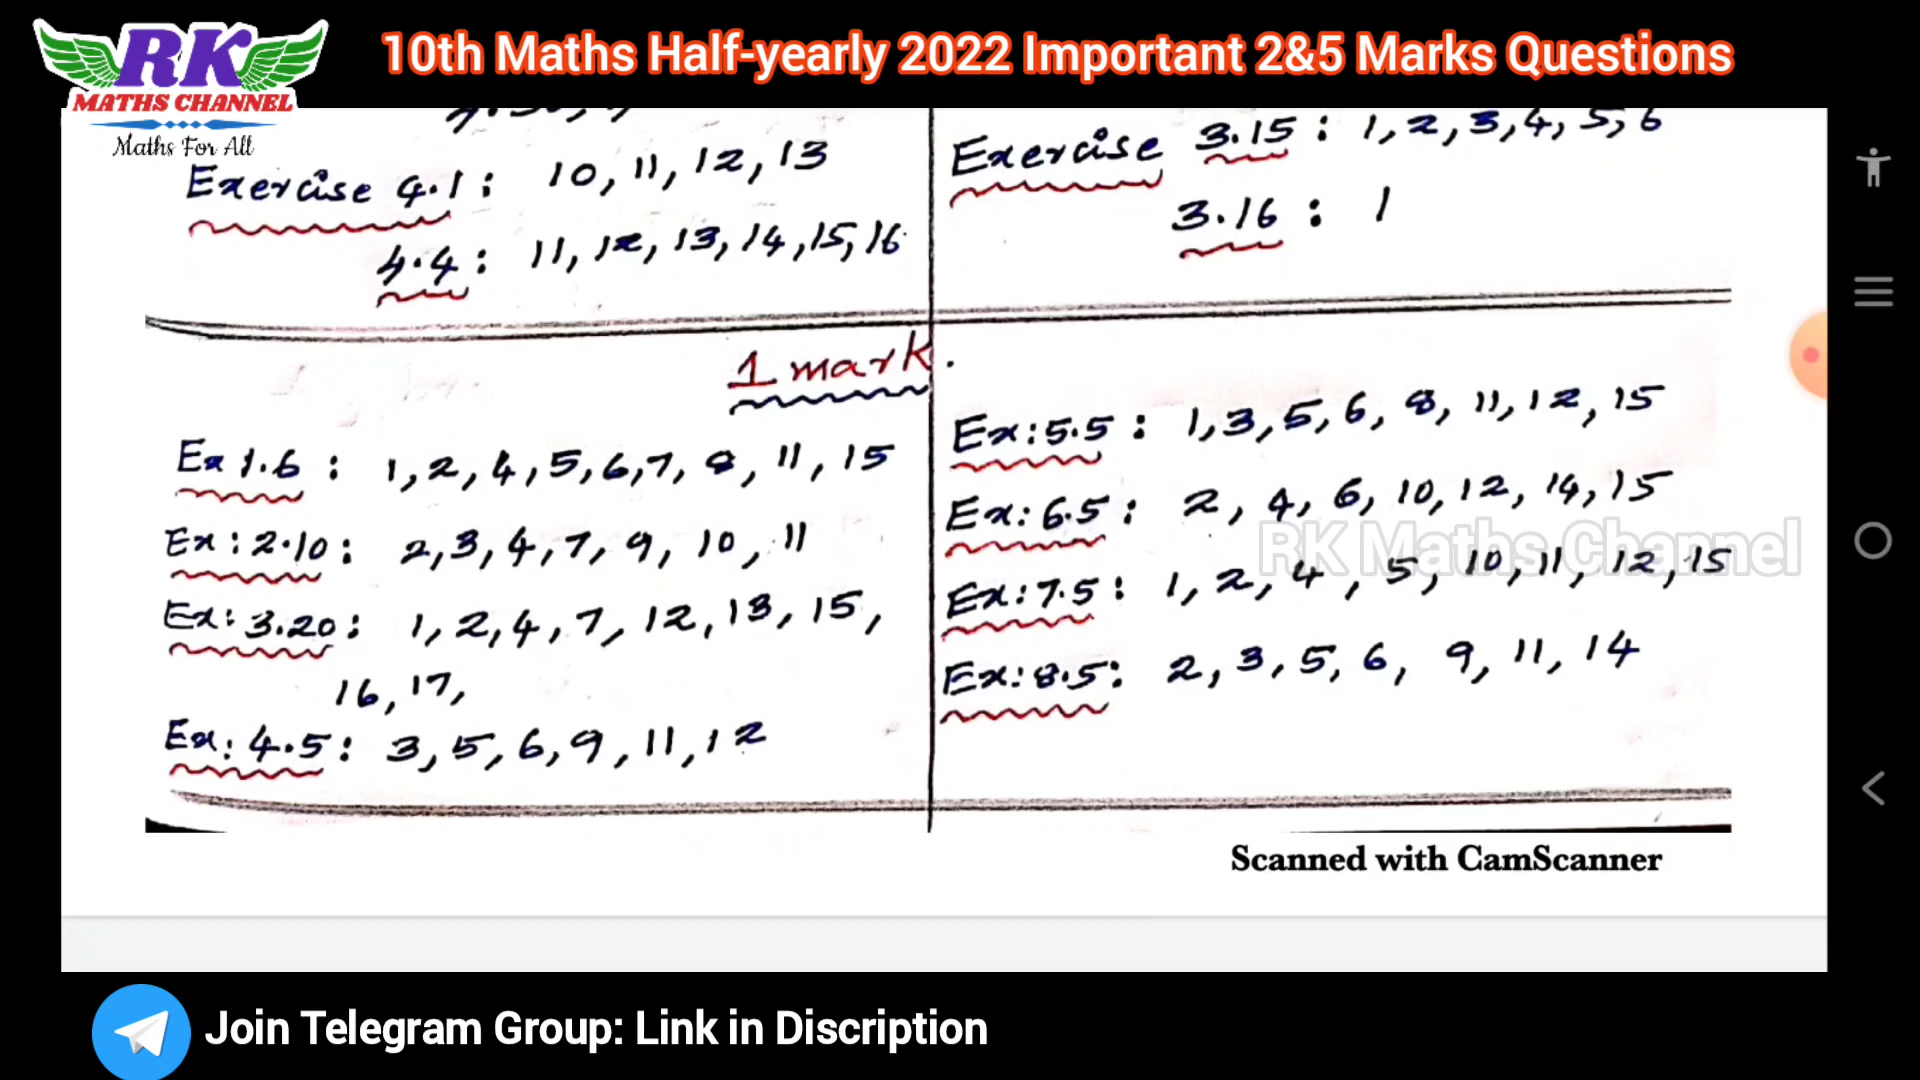 RK
MATHS CHANNEL
Maths For All
10th Maths Half-yearly 2022 Important 2&5 Marks Questions
Exercise 4.1: 10, 11, 12, 13
4.4: 11, 12, 13, 14, 15, 16
Exercise 3.15: 1, 2, 3, 4, 5, 6
3.16: 1
1 mark.
Ex 1.6: 1, 2, 4, 5, 6, 7, 8, 11, 15
Ex: 2.10: 2, 3, 4, 7, 9, 10, 11
Ex: 3.20: 1, 2, 4, 7, 12, 13, 15,
16, 17,
Ex: 4.5: 3, 5, 6, 9, 11, 12
Ex: 5.5: 1, 3, 5, 6, 8, 11, 12, 15
Ex: 6.5: 2, 4, 6, 10, 12, 14, 15
RK Maths Channel
Ex: 7.5: 1, 2, 4, 5, 10, 11, 12, 15
Ex: 8.5: 2, 3, 5, 6, 9, 11, 14
Scanned with CamScanner
Join Telegram Group: Link in Discription